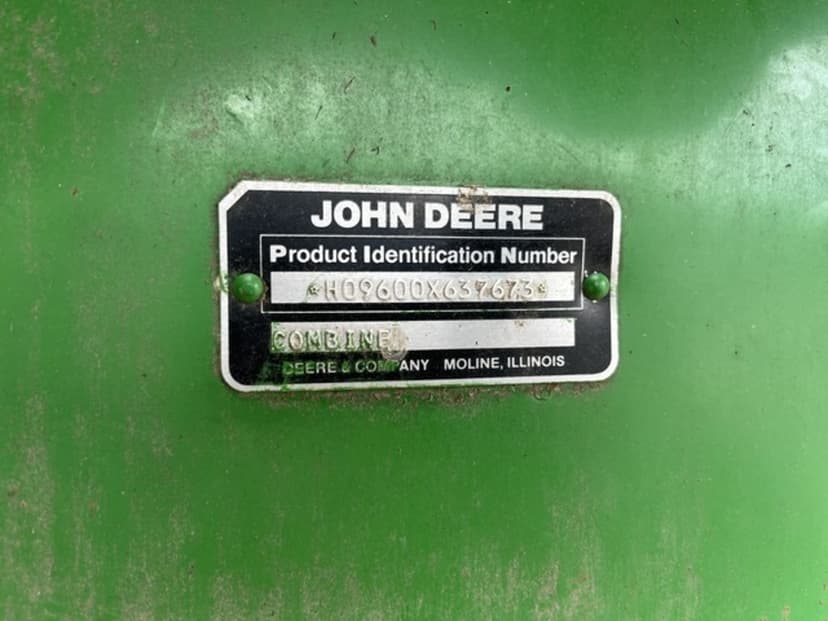 JOHN DEERE
Product Identification Number
*H09600X637673*
COMBINE
DEERE & COMPANY MOLINE, ILLINOIS